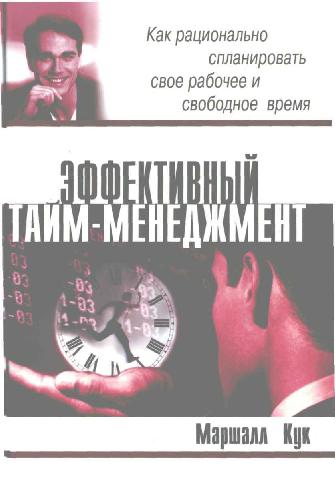 Как рационально
спланировать
свое рабочее и
свободное время
ЭФФЕКТИВНЫЙ
ТАЙМ-МЕНЕДЖМЕНТ
Маршалл Кук